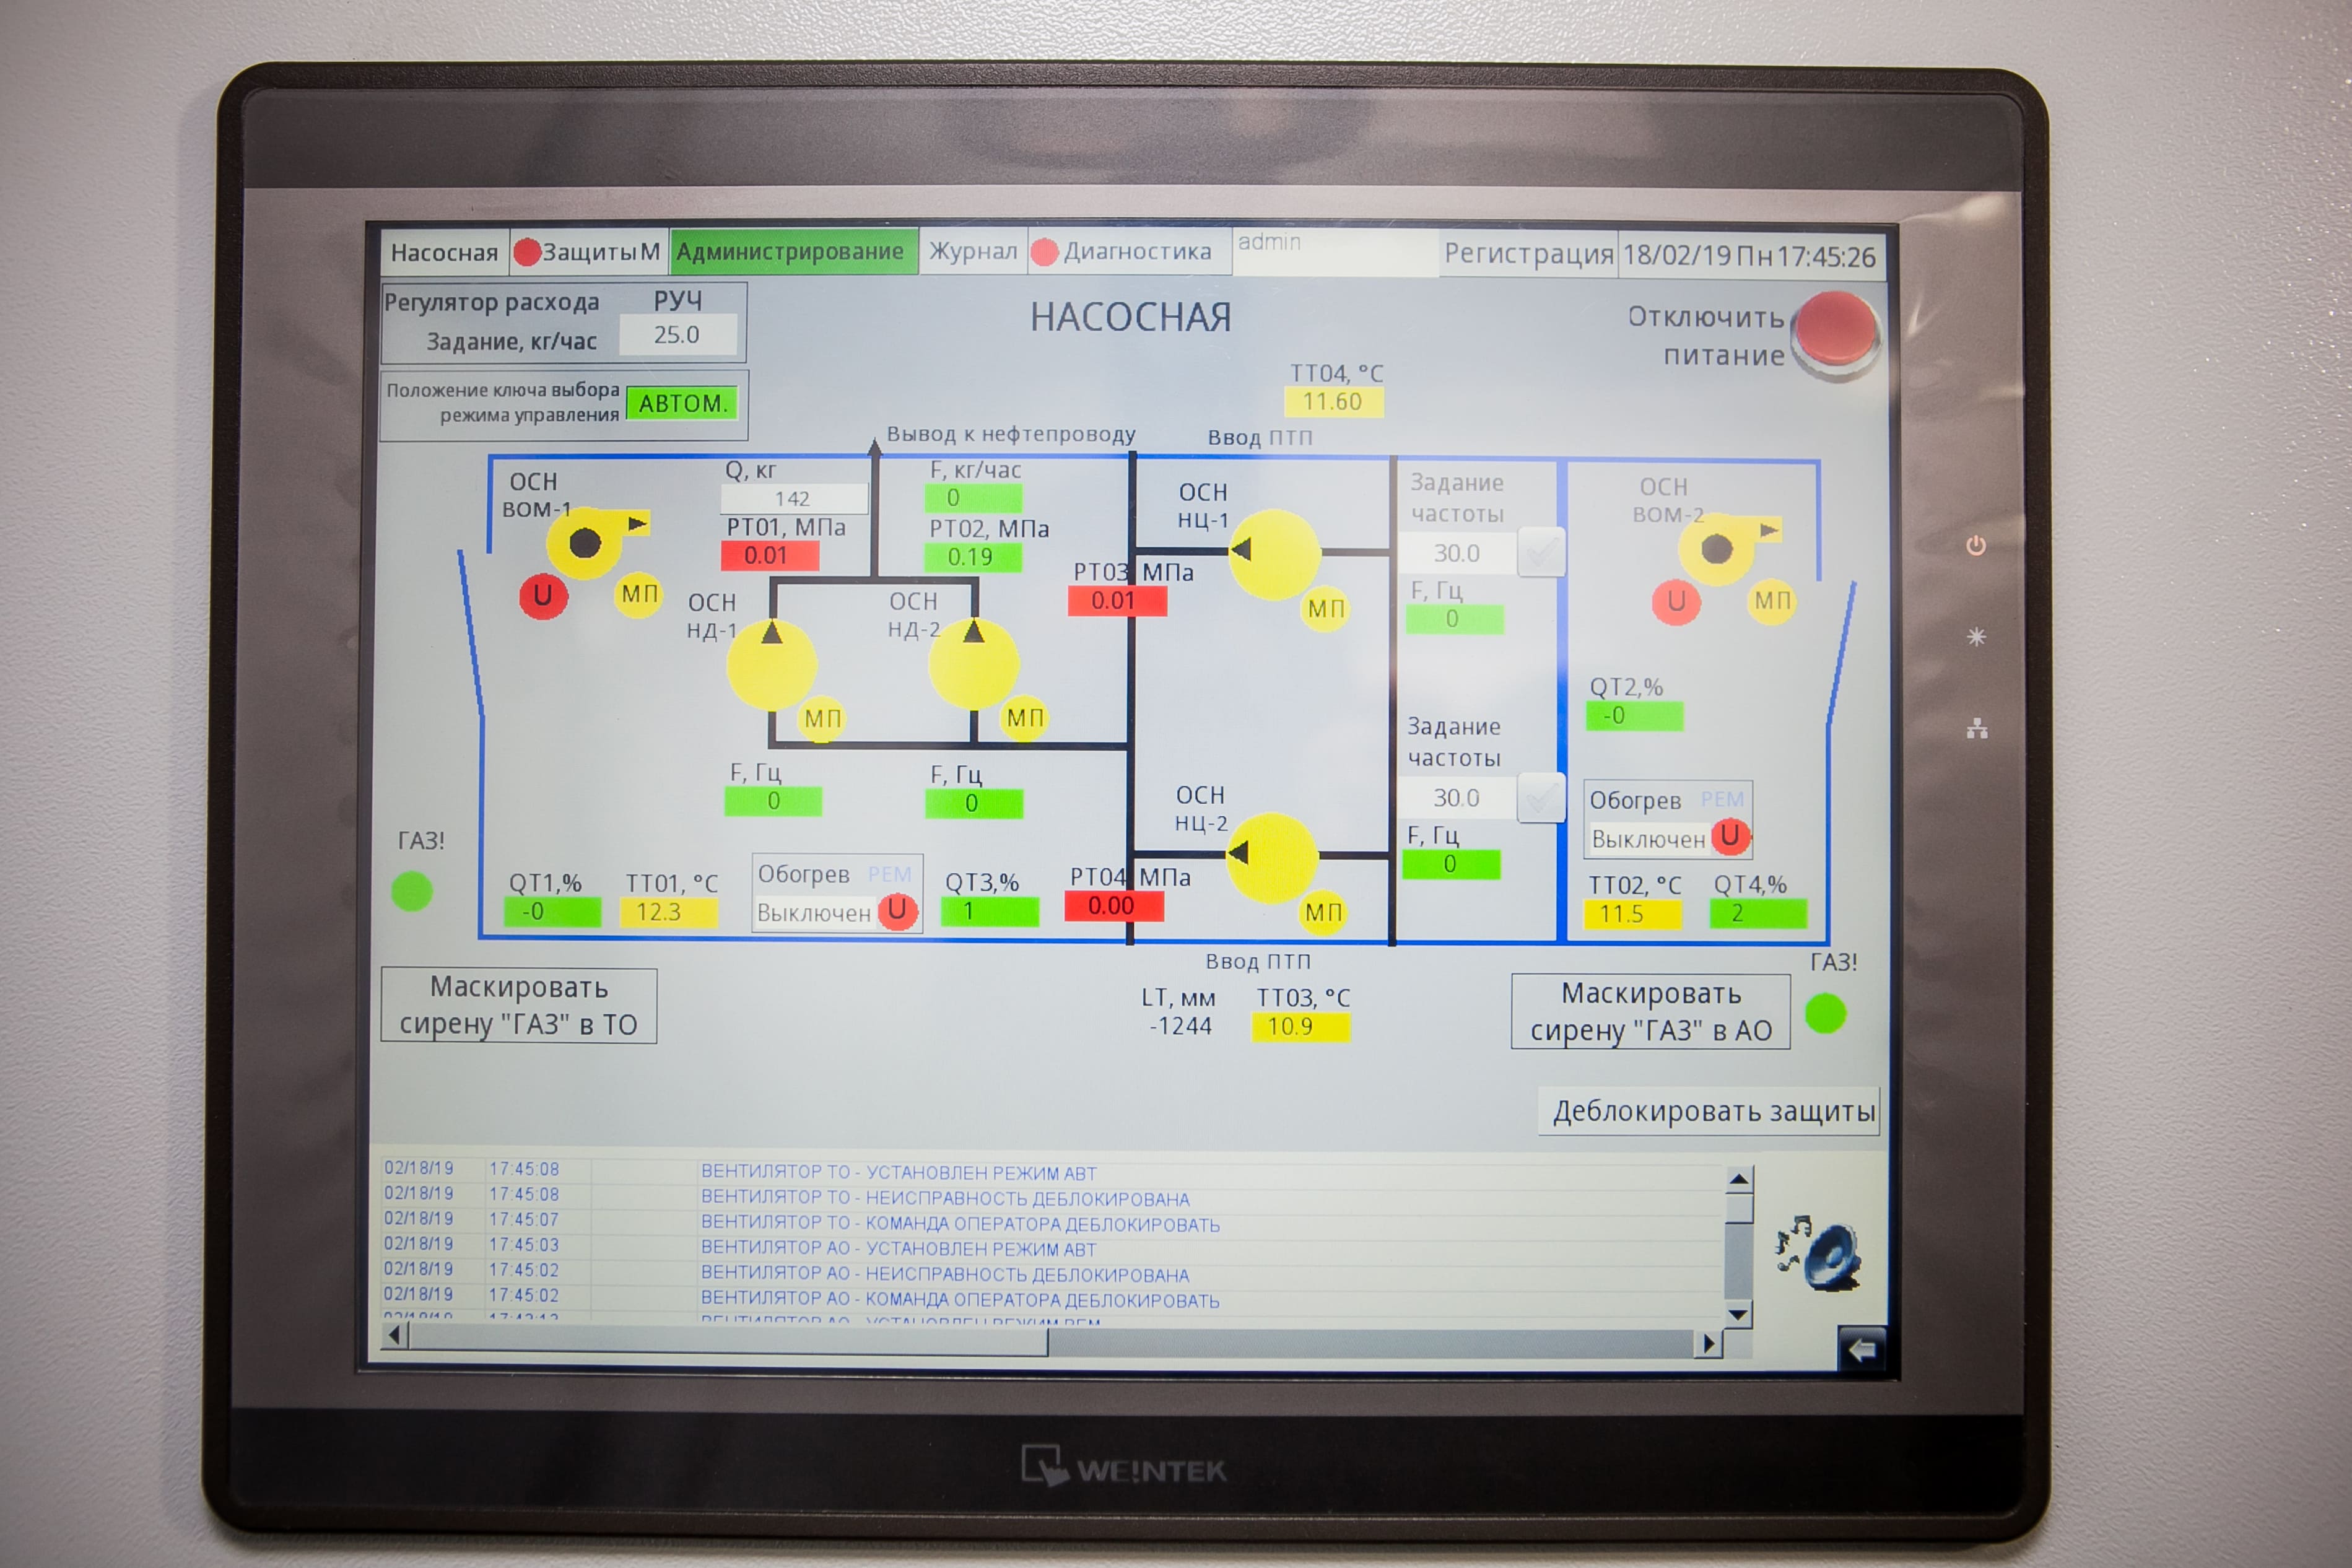 Насосная
Защиты М
Администрирование
Журнал
Диагностика
admin
Регистрация
18/02/19 Пн 17:45:26
Регулятор расхода РУЧ
Задание, кг/час 25.0
НАСОСНАЯ
Отключить
питание
Положение ключа выбора
режима управления
АВТОМ.
TT04, °C
11.60
Вывод к нефтепроводу
Ввод ПТП
ОСН
ВОМ-1
U
МП
Q, кг
142
PT01, МПа
0.01
F, кг/час
0
PT02, МПа
0.19
ОСН
НД-1
МП
ОСН
НД-2
МП
F, Гц
0
F, Гц
0
PT03 МПа
0.01
ОСН
НЦ-1
МП
Задание
частоты
30.0
F, Гц
0
ОСН
ВОМ-2
U
МП
QT2,%
-0
ОСН
НЦ-2
МП
Задание
частоты
30.0
F, Гц
0
Обогрев РЕМ
Выключен U
TT02, °C
11.5
QT4,%
2
ГАЗ!
QT1,%
-0
TT01, °C
12.3
Обогрев РЕМ
Выключен U
QT3,%
1
PT04 МПа
0.00
Ввод ПТП
LT, мм
-1244
TT03, °C
10.9
ГАЗ!
Маскировать
сирену "ГАЗ" в ТО
Маскировать
сирену "ГАЗ" в АО
Деблокировать защиты
02/18/19 17:45:08 ВЕНТИЛЯТОР ТО - УСТАНОВЛЕН РЕЖИМ АВТ
02/18/19 17:45:08 ВЕНТИЛЯТОР ТО - НЕИСПРАВНОСТЬ ДЕБЛОКИРОВАНА
02/18/19 17:45:07 ВЕНТИЛЯТОР ТО - КОМАНДА ОПЕРАТОРА ДЕБЛОКИРОВАТЬ
02/18/19 17:45:03 ВЕНТИЛЯТОР АО - УСТАНОВЛЕН РЕЖИМ АВТ
02/18/19 17:45:02 ВЕНТИЛЯТОР АО - НЕИСПРАВНОСТЬ ДЕБЛОКИРОВАНА
02/18/19 17:45:02 ВЕНТИЛЯТОР АО - КОМАНДА ОПЕРАТОРА ДЕБЛОКИРОВАТЬ
WE!NTEK